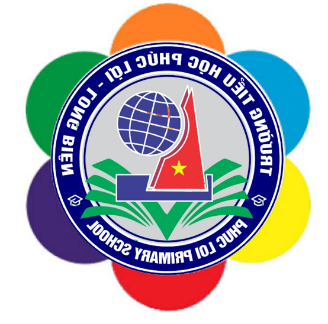 TRƯỜNG TIỂU HỌC PHÚC LỢI - LONG BIÊN
PHUC LOI PRIMARY SCHOOL